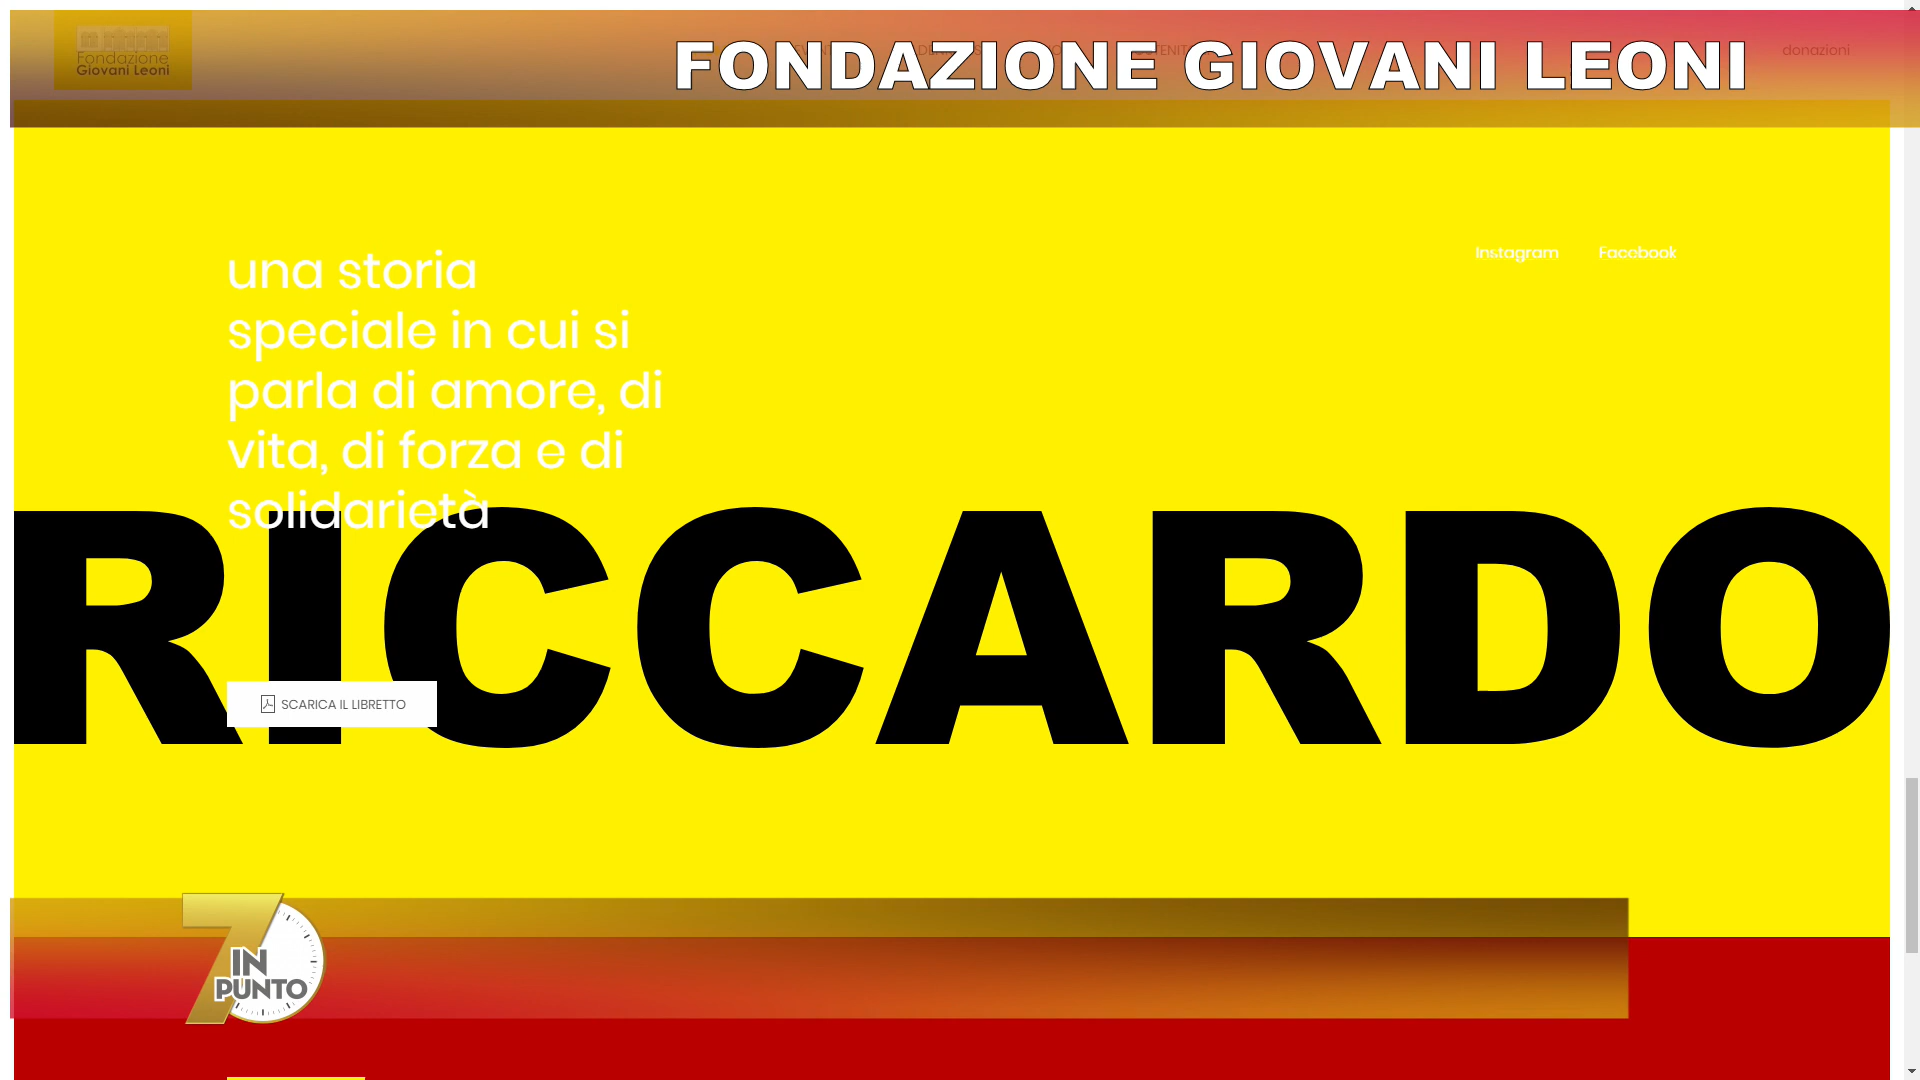 Fondazione
Giovani Leoni
FONDAZIONE GIOVANI LEONI
donazioni
Instagram
Facebook
una storia
speciale in cui si
parla di amore, di
vita, di forza e di
solidarietà
RICCARDO
SCARICA IL LIBRETTO
7
IN
PUNTO